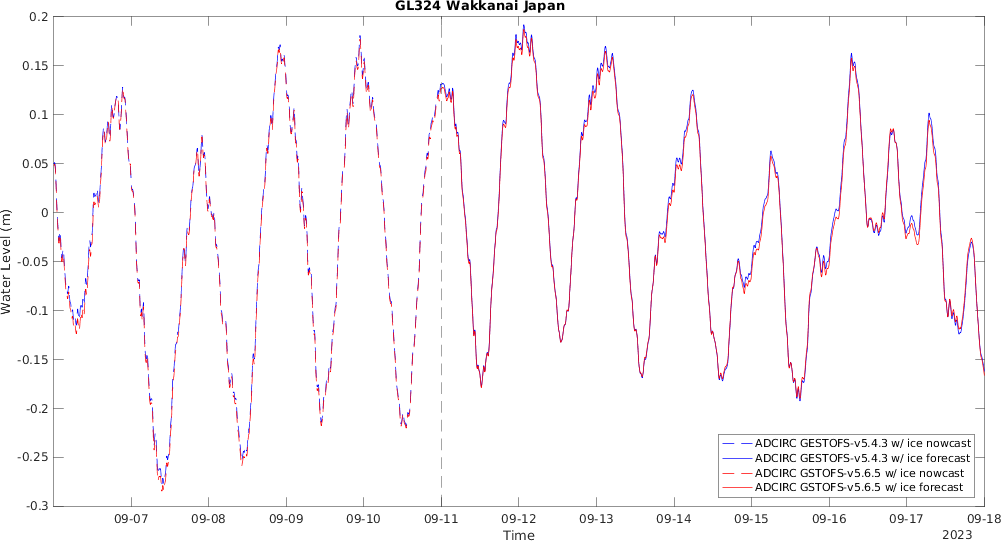 GL324 Wakkanai Japan
0.2
0.15
0.1
0.05
0
-0.05
-0.1
-0.15
-0.2
-0.25
-0.3
Water Level (m)
ADCIRC GESTOFS-v5.4.3 w/ ice nowcast
ADCIRC GESTOFS-v5.4.3 w/ ice forecast
ADCIRC GSTOFS-v5.6.5 w/ ice nowcast
ADCIRC GSTOFS-v5.6.5 w/ ice forecast
09-07 09-08 09-09 09-10 09-11 09-12 09-13 09-14 09-15 09-16 09-17 09-18
Time
2023